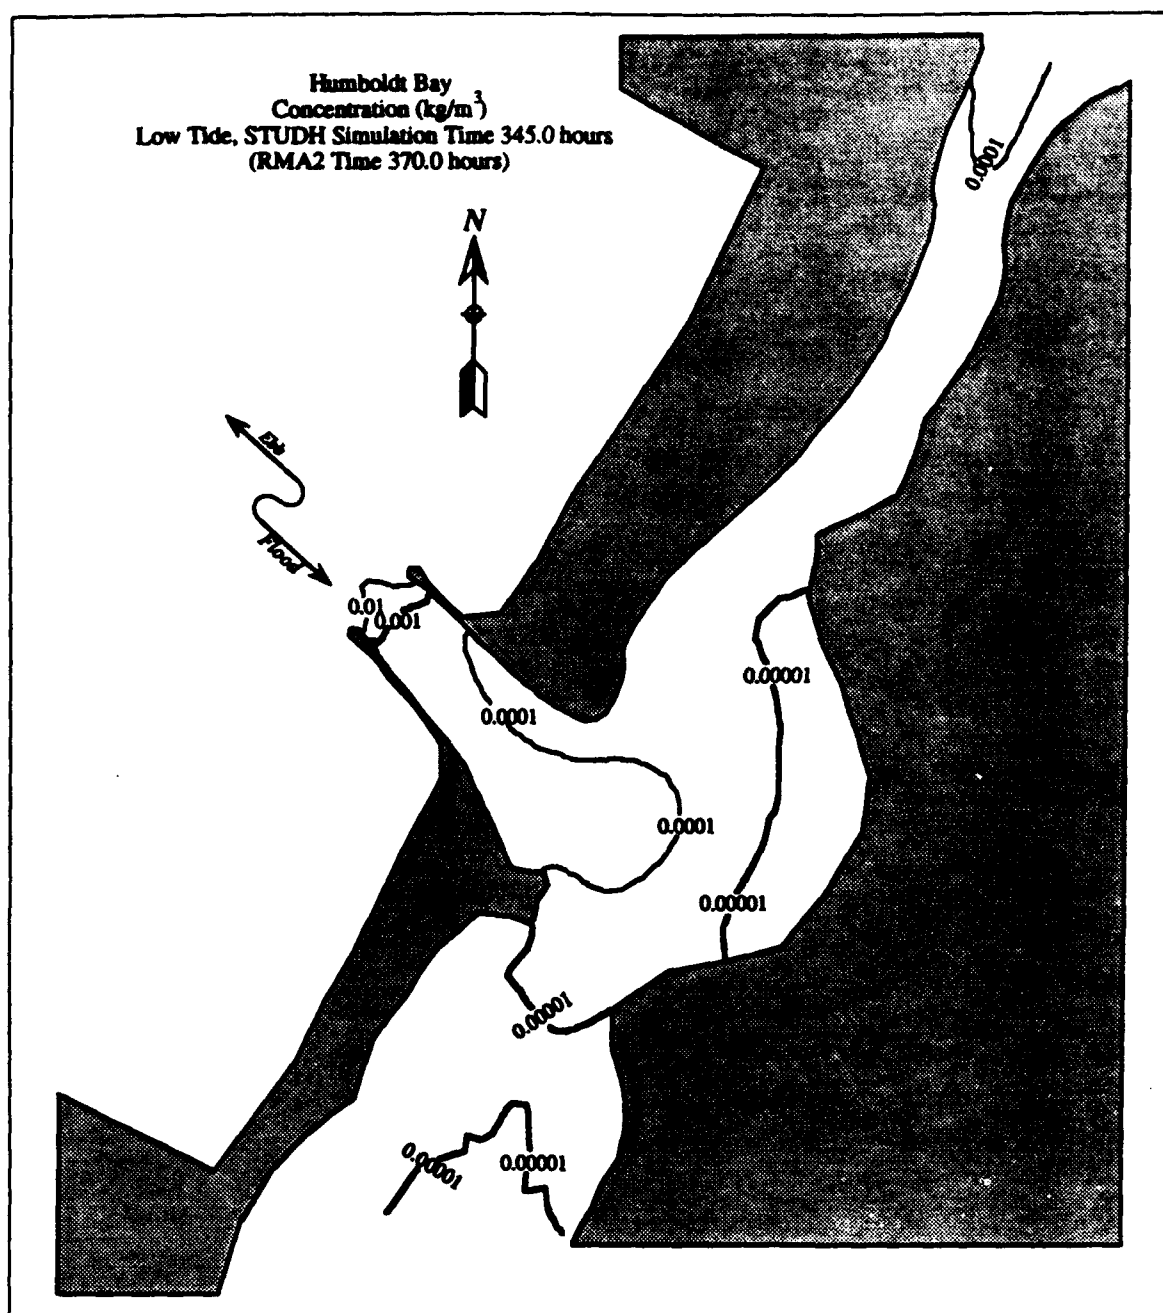 Humboldt Bay
Concentration (kg/m³)
Low Tide, STUDH Simulation Time 345.0 hours
(RMA2 Time 370.0 hours)
0.0001
N
Ebb
Flood
0.01
0.001
0.00001
0.0001
0.0001
0.00001
0.00001
0.00001
0.00001